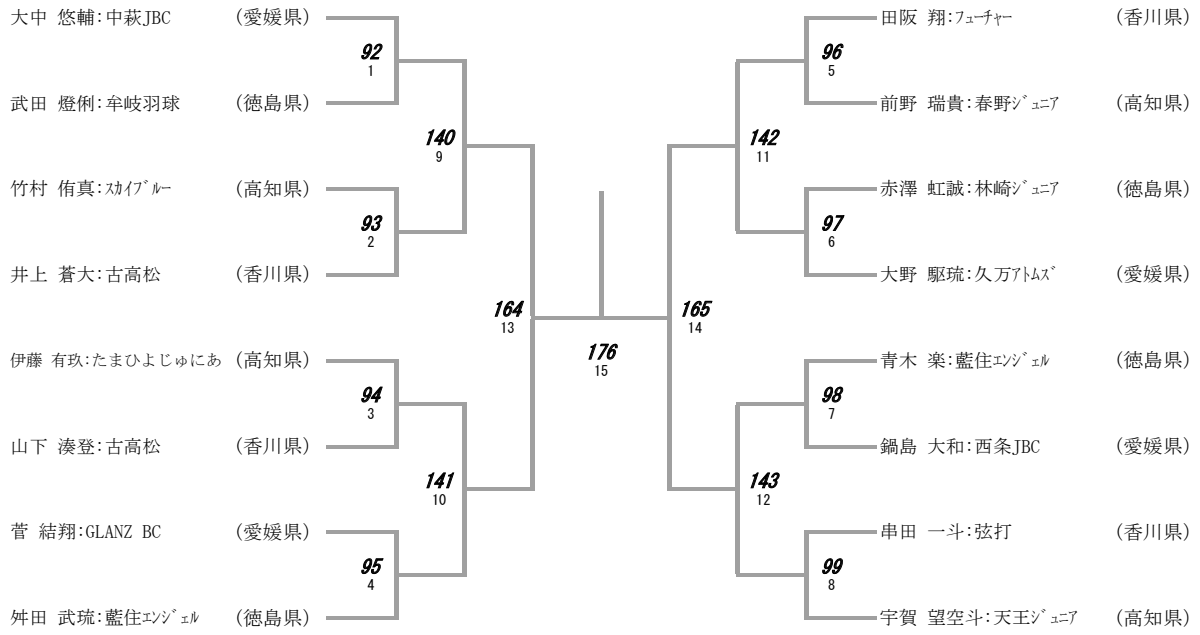 大中 悠輔:中萩JBC (愛媛県)
92
1
武田 燈俐:牟岐羽球 (徳島県)
140
9
竹村 侑真:ｽｶｲﾌﾞﾙｰ (高知県)
93
2
井上 蒼大:古高松 (香川県)
164
13
伊藤 有玖:たまひよじゅにあ (高知県)
94
3
山下 湊登:古高松 (香川県)
141
10
菅 結翔:GLANZ BC (愛媛県)
95
4
舛田 武琉:藍住ｴﾝｼﾞｪﾙ (徳島県)
176
15
田阪 翔:ﾌｭｰﾁｬｰ (香川県)
96
5
前野 瑞貴:春野ｼﾞｭﾆｱ (高知県)
142
11
赤澤 虹誠:林崎ｼﾞｭﾆｱ (徳島県)
97
6
大野 駆琉:久万ｱﾄﾑｽﾞ (愛媛県)
165
14
青木 楽:藍住ｴﾝｼﾞｪﾙ (徳島県)
98
7
鍋島 大和:西条JBC (愛媛県)
143
12
串田 一斗:弦打 (香川県)
99
8
宇賀 望空斗:天王ｼﾞｭﾆｱ (高知県)